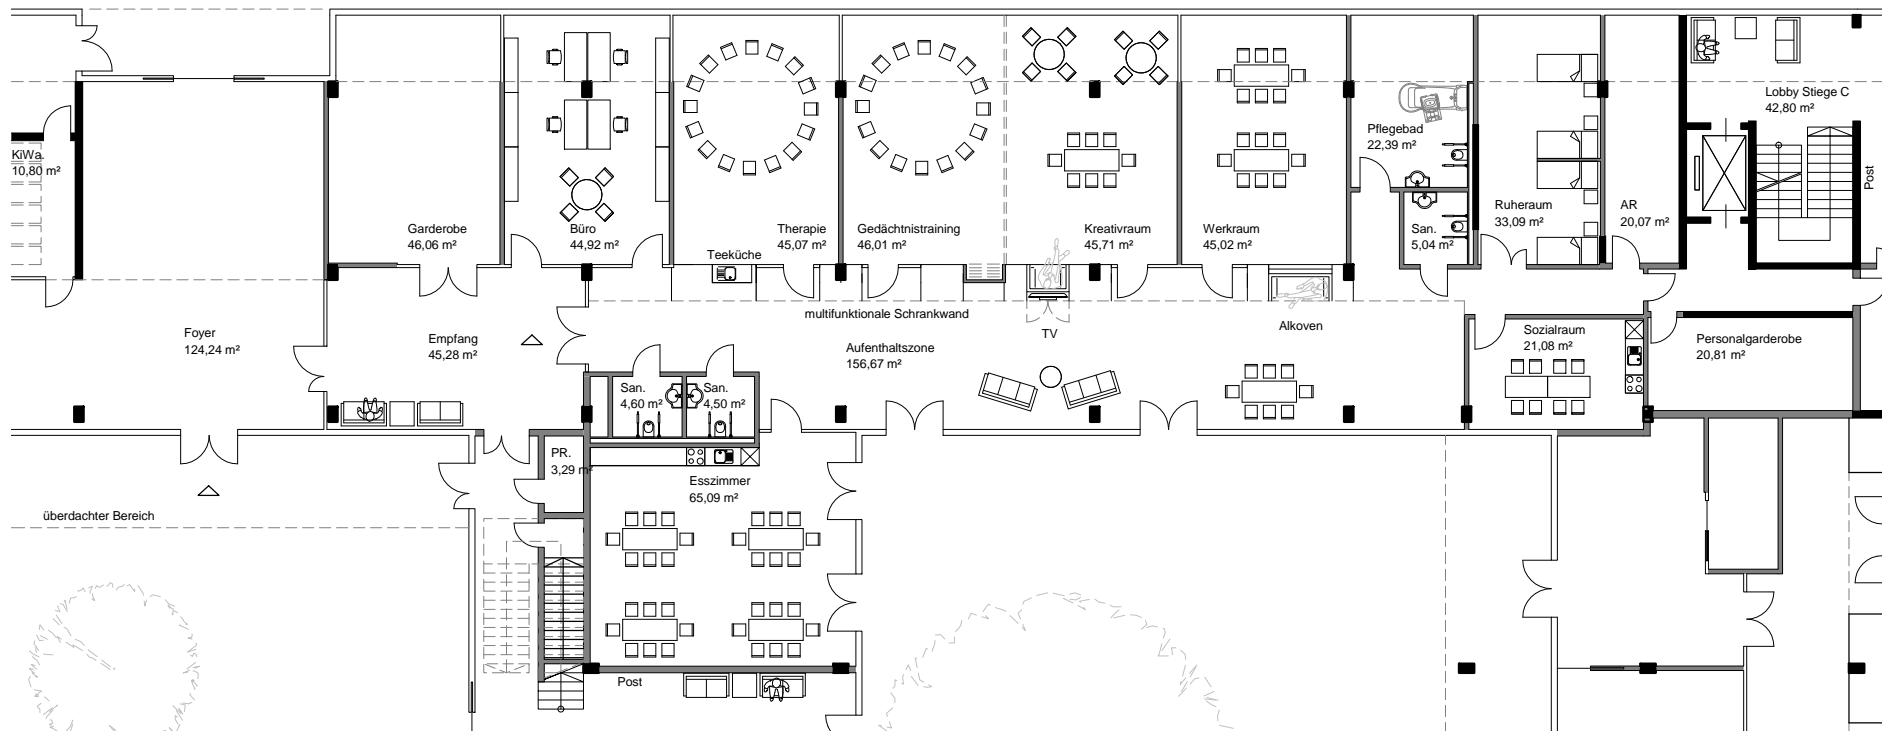 KiWa.
10,80 m²
Foyer
124,24 m²
überdachter Bereich
Garderobe
46,06 m²
Empfang
45,28 m²
Büro
44,92 m²
Teeküche
Therapie
45,07 m²
Gedächtnistraining
46,01 m²
Kreativraum
45,71 m²
Werkraum
45,02 m²
Pflegebad
22,39 m²
San.
5,04 m²
Ruheraum
33,09 m²
AR
20,07 m²
Lobby Stiege C
42,80 m²
Post
multifunktionale Schrankwand
TV
Alkoven
Aufenthaltszone
156,67 m²
Sozialraum
21,08 m²
Personalgarderobe
20,81 m²
San.
4,60 m²
San.
4,50 m²
PR.
3,29 m²
Esszimmer
65,09 m²
Post